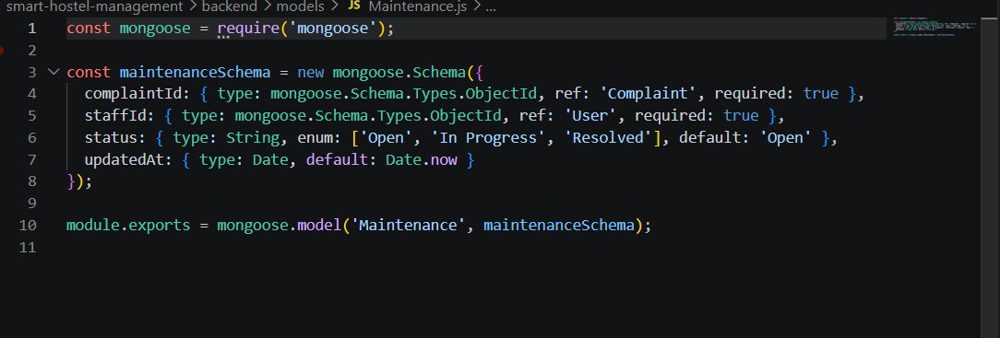 smart-hostel-management > backend > models > JS Maintenance.js > ...
1 const mongoose = require('mongoose');
2
3 const maintenanceSchema = new mongoose.Schema({
4 complaintId: { type: mongoose.Schema.Types.ObjectId, ref: 'Complaint', required: true },
5 staffId: { type: mongoose.Schema.Types.ObjectId, ref: 'User', required: true },
6 status: { type: String, enum: ['Open', 'In Progress', 'Resolved'], default: 'Open' },
7 updatedAt: { type: Date, default: Date.now }
8 });
9
10 module.exports = mongoose.model('Maintenance', maintenanceSchema);
11